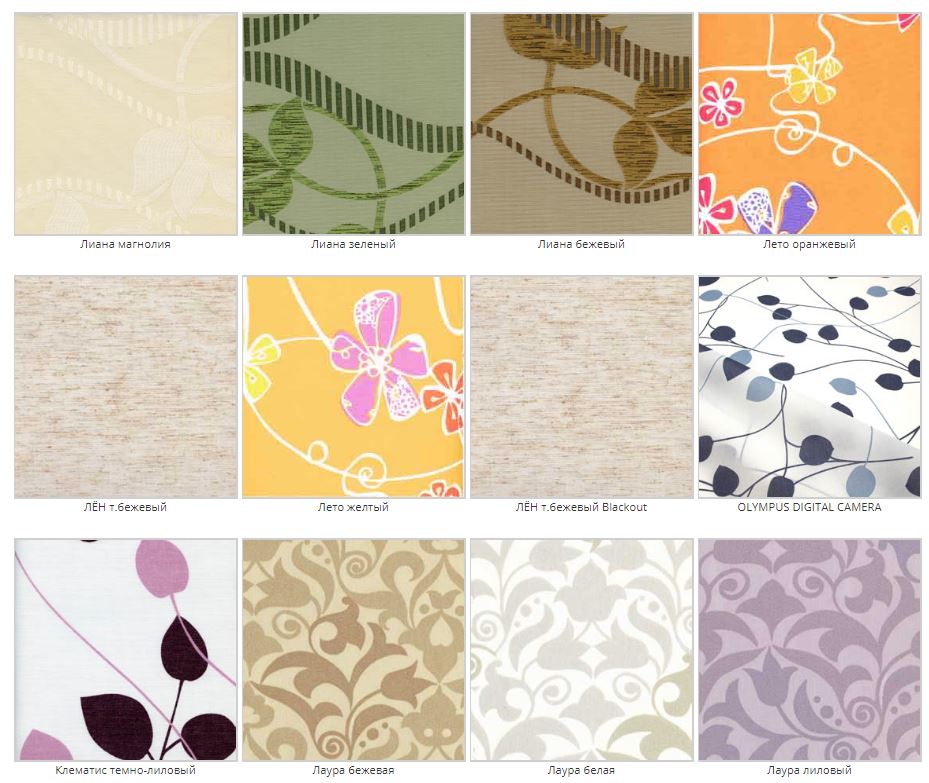 Лиана магнолия
Лиана зеленый
Лиана бежевый
Лето оранжевый
ЛЁН т.бежевый
Лето желтый
ЛЁН т.бежевый Blackout
OLYMPUS DIGITAL CAMERA
Клематис темно-лиловый
Лаура бежевая
Лаура белая
Лаура лиловый